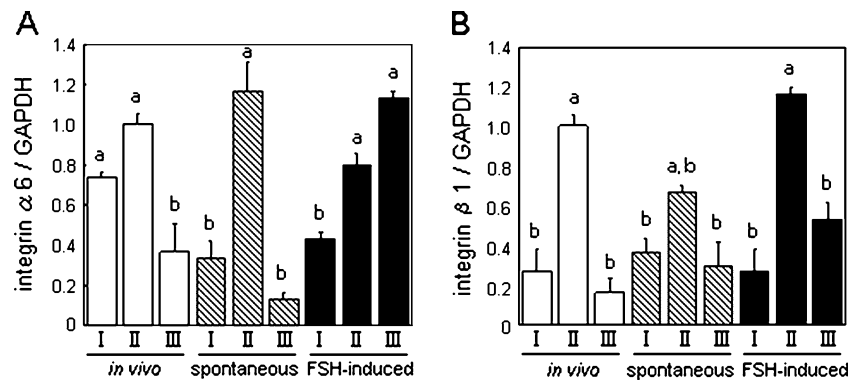 A
integrin α6 / GAPDH
1.4
1.2
1.0
0.8
0.6
0.4
0.2
0
a
a
b
b
a
b
b
a
a
I II III I II III I II III
in vivo spontaneous FSH-induced
B
integrin β1 / GAPDH
1.4
1.2
1.0
0.8
0.6
0.4
0.2
0
b
a
b
b
a,b
b
b
a
b
I II III I II III I II III
in vivo spontaneous FSH-induced